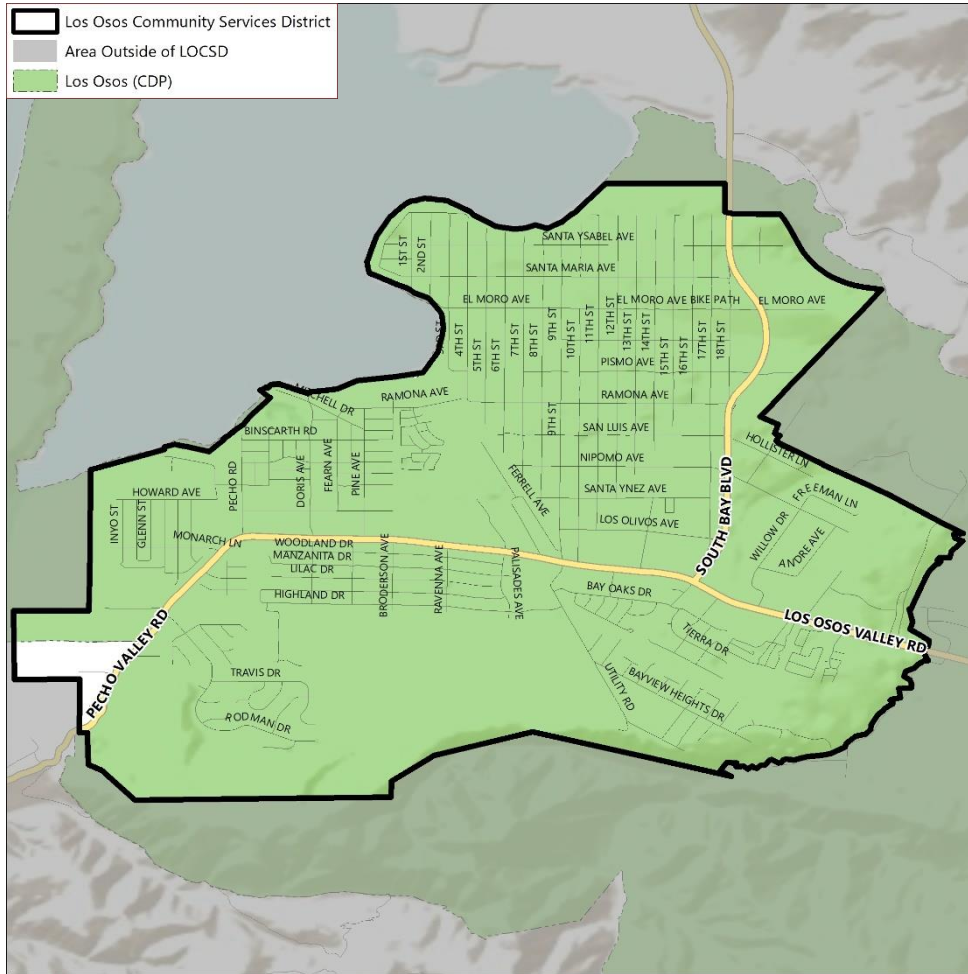 Los Osos Community Services District
Area Outside of LOCSD
Los Osos (CDP)
SANTA YSABEL AVE
1ST ST
2ND ST
SANTA MARIA AVE
EL MORO AVE
EL MORO AVE BIKE PATH
EL MORO AVE
4TH ST
5TH ST
6TH ST
7TH ST
8TH ST
9TH ST
10TH ST
11TH ST
12TH ST
13TH ST
14TH ST
15TH ST
16TH ST
17TH ST
18TH ST
PISMO AVE
MITCHELL DR
RAMONA AVE
RAMONA AVE
9TH ST
SAN LUIS AVE
BINSCARTH RD
HOLLISTER LN
NIPOMO AVE
PECHO RD
DORIS AVE
FEARN AVE
PINE AVE
FERRELL AVE
SANTA YNEZ AVE
FREEMAN LN
HOWARD AVE
INYO ST
GLENN ST
LOS OLIVOS AVE
SOUTH BAY BLVD
WILLOW DR
ANDRE AVE
MONARCH LN
WOODLAND DR
MANZANITA DR
LILAC DR
HIGHLAND DR
BRODERSON AVE
RAVENNA AVE
PALISADES AVE
BAY OAKS DR
LOS OSOS VALLEY RD
TIERRA DR
PECHO VALLEY RD
TRAVIS DR
RODMAN DR
UTILITY RD
BAYVIEW HEIGHTS DR